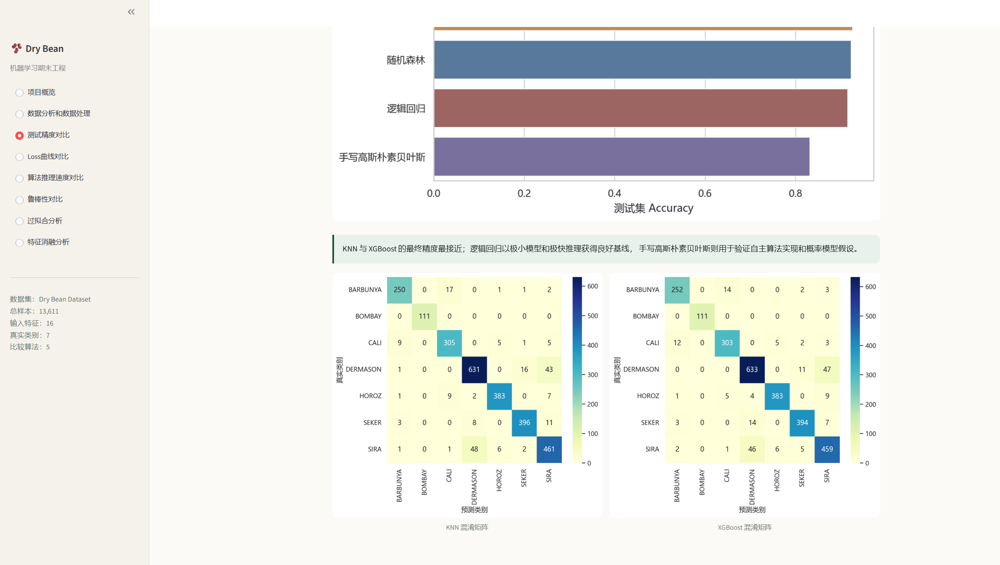 Dry Bean
机器学习期末工程
项目概览
数据分析和数据处理
测试精度对比
Loss曲线对比
算法推理速度对比
鲁棒性对比
过拟合分析
特征消融分析
数据集：Dry Bean Dataset
总样本：13,611
输入特征：16
真实类别：7
比较算法：5
随机森林
逻辑回归
手写高斯朴素贝叶斯
0.0 0.2 0.4 0.6 0.8
测试集 Accuracy
KNN 与 XGBoost 的最终精度最接近；逻辑回归以极小模型和极快推理获得良好基线， 手写高斯朴素贝叶斯则用于验证自主算法实现和概率模型假设。
真实类别
BARBUNYA 250 0 17 0 1 1 2
BOMBAY 0 111 0 0 0 0 0
CALI 9 0 305 0 5 1 5
DERMASON 1 0 0 631 0 16 43
HOROZ 1 0 9 2 383 0 7
SEKER 3 0 0 8 0 396 11
SIRA 1 0 1 48 6 2 461
BARBUNYA BOMBAY CALI DERMASON HOROZ SEKER SIRA
预测类别
600
500
400
300
200
100
0
KNN 混淆矩阵
真实类别
BARBUNYA 252 0 14 0 0 2 3
BOMBAY 0 111 0 0 0 0 0
CALI 12 0 303 0 5 2 3
DERMASON 0 0 0 633 0 11 47
HOROZ 1 0 5 4 383 0 9
SEKER 3 0 0 14 0 394 7
SIRA 2 0 1 46 6 5 459
BARBUNYA BOMBAY CALI DERMASON HOROZ SEKER SIRA
预测类别
600
500
400
300
200
100
0
XGBoost 混淆矩阵